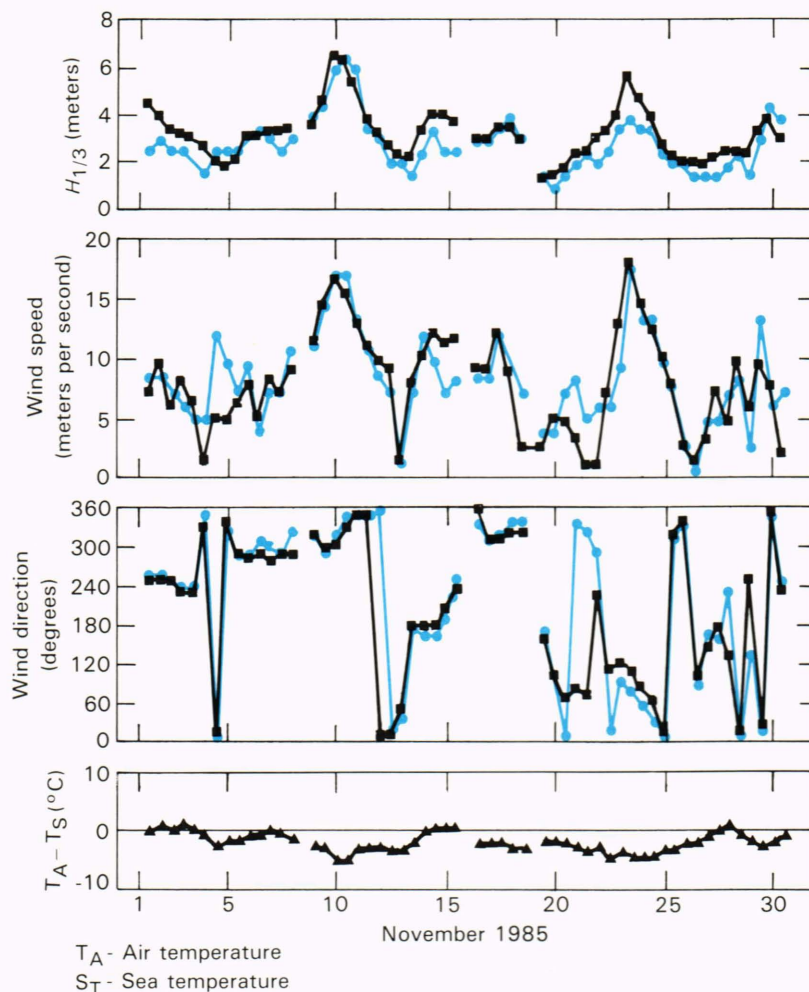 8
6
4
2
0
H1/3 (meters)
20
15
10
5
0
Wind speed
(meters per second)
360
300
240
180
120
60
0
Wind direction
(degrees)
10
0
-10
TA − TS (°C)
1 5 10 15 20 25 30
November 1985
TA - Air temperature
ST - Sea temperature